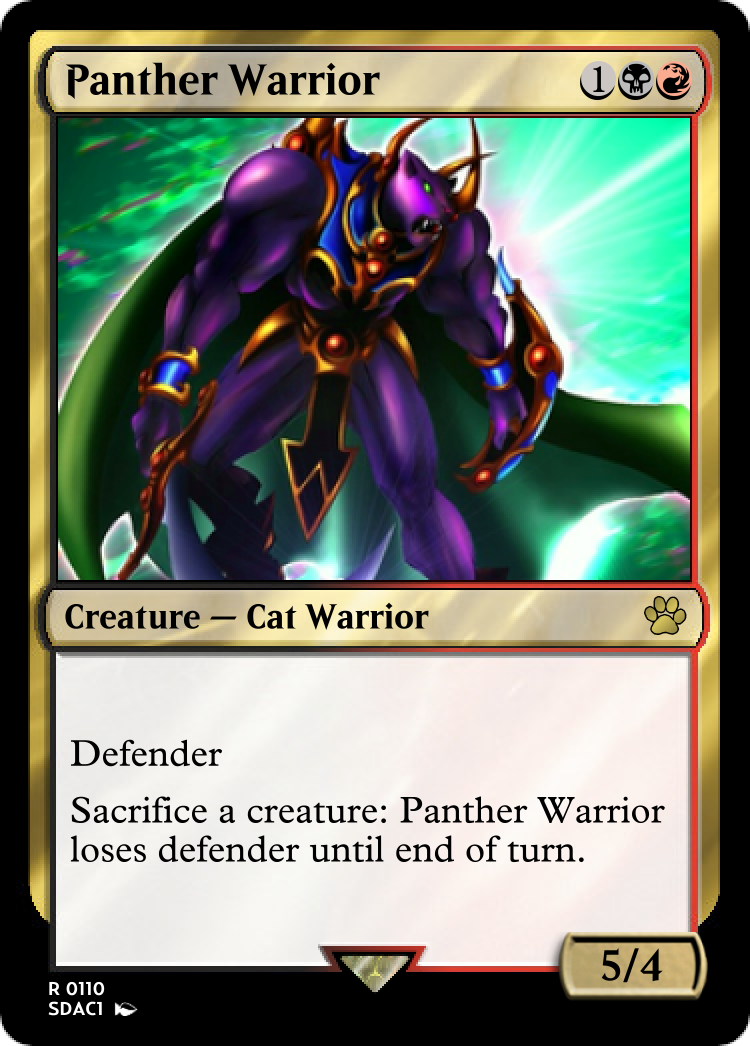 Panther Warrior 1
Creature — Cat Warrior
Defender
Sacrifice a creature: Panther Warrior
loses defender until end of turn.
5/4
R 0110
SDAC1